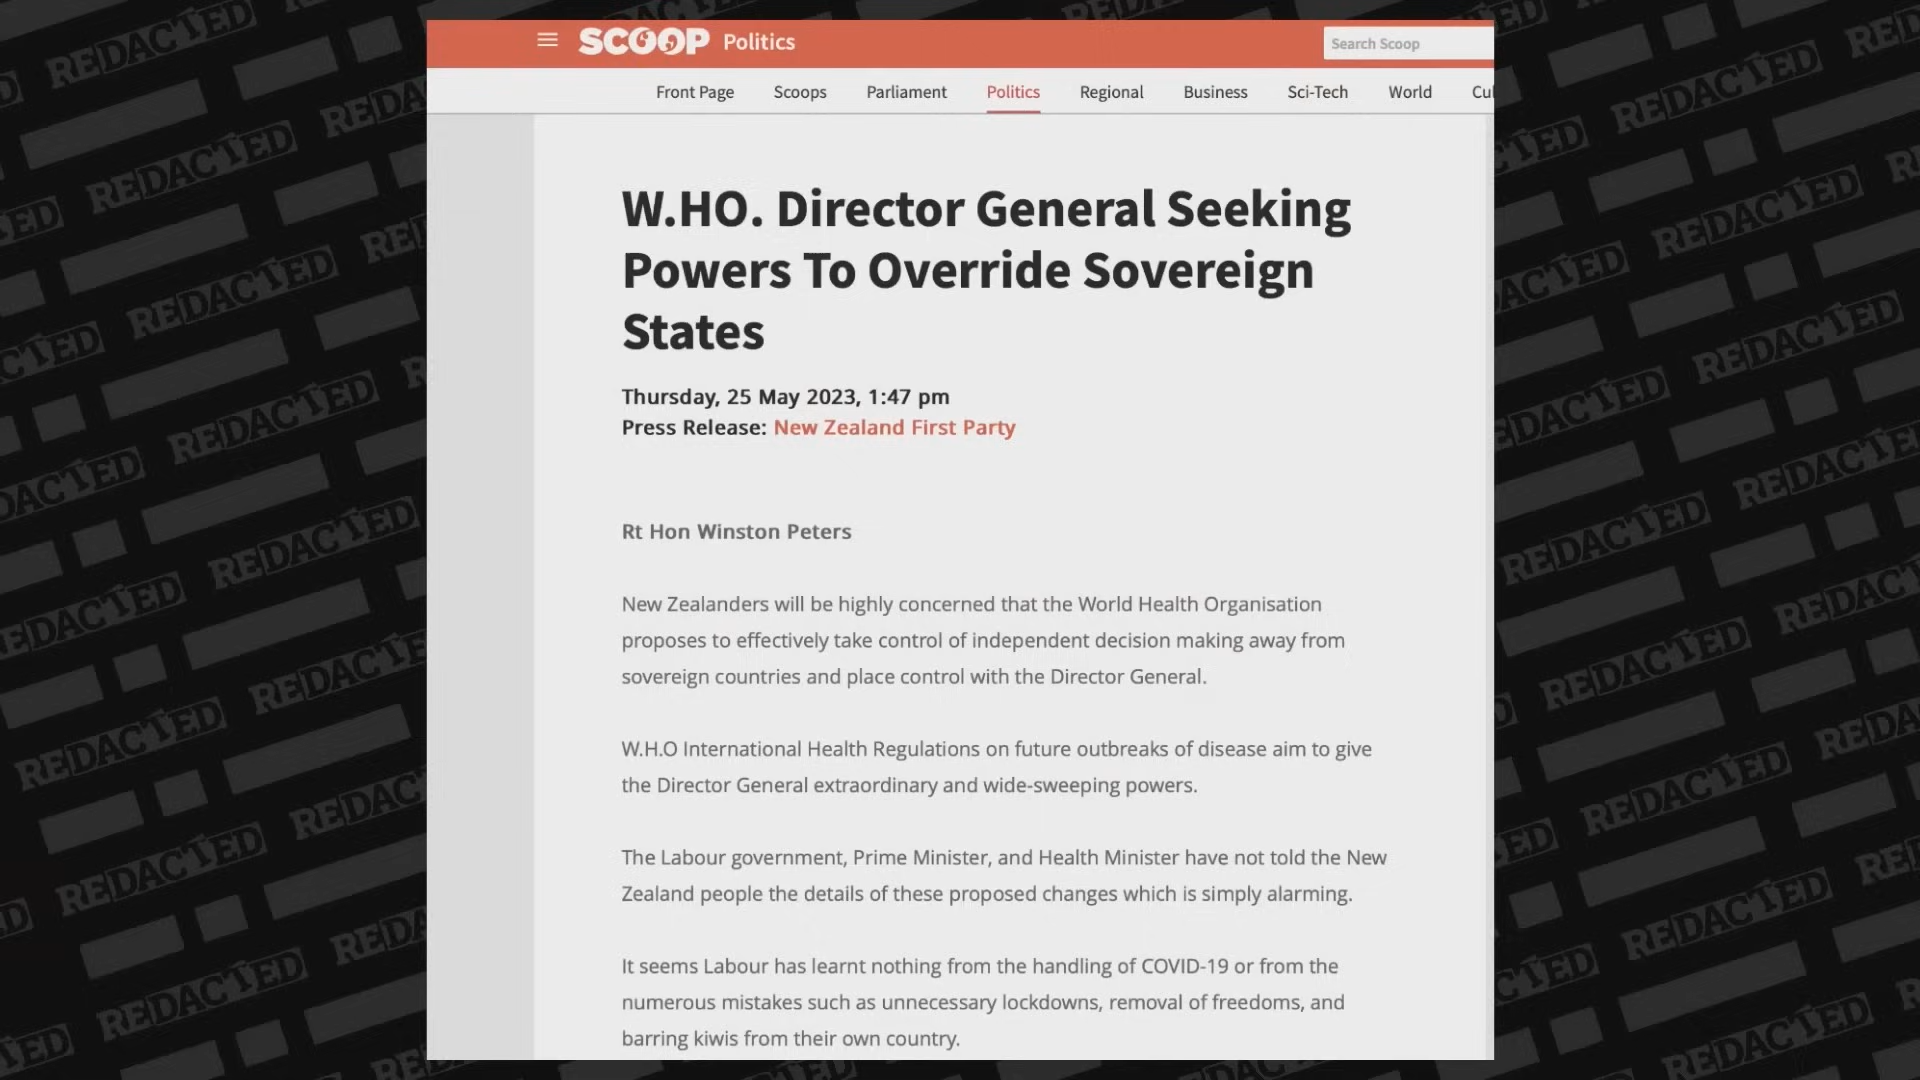 SCOOP Politics
Search Scoop
Front Page Scoops Parliament Politics Regional Business Sci-Tech World Cul
W.HO. Director General Seeking
Powers To Override Sovereign
States
Thursday, 25 May 2023, 1:47 pm
Press Release: New Zealand First Party
Rt Hon Winston Peters
New Zealanders will be highly concerned that the World Health Organisation
proposes to effectively take control of independent decision making away from
sovereign countries and place control with the Director General.
W.H.O International Health Regulations on future outbreaks of disease aim to give
the Director General extraordinary and wide-sweeping powers.
The Labour government, Prime Minister, and Health Minister have not told the New
Zealand people the details of these proposed changes which is simply alarming.
It seems Labour has learnt nothing from the handling of COVID-19 or from the
numerous mistakes such as unnecessary lockdowns, removal of freedoms, and
barring kiwis from their own country.
REDACTED